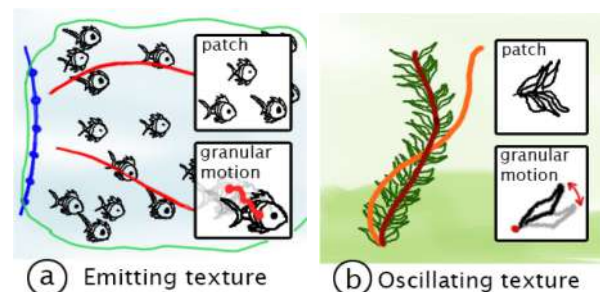 patch
granular
motion
a Emitting texture
patch
granular
motion
b Oscillating texture